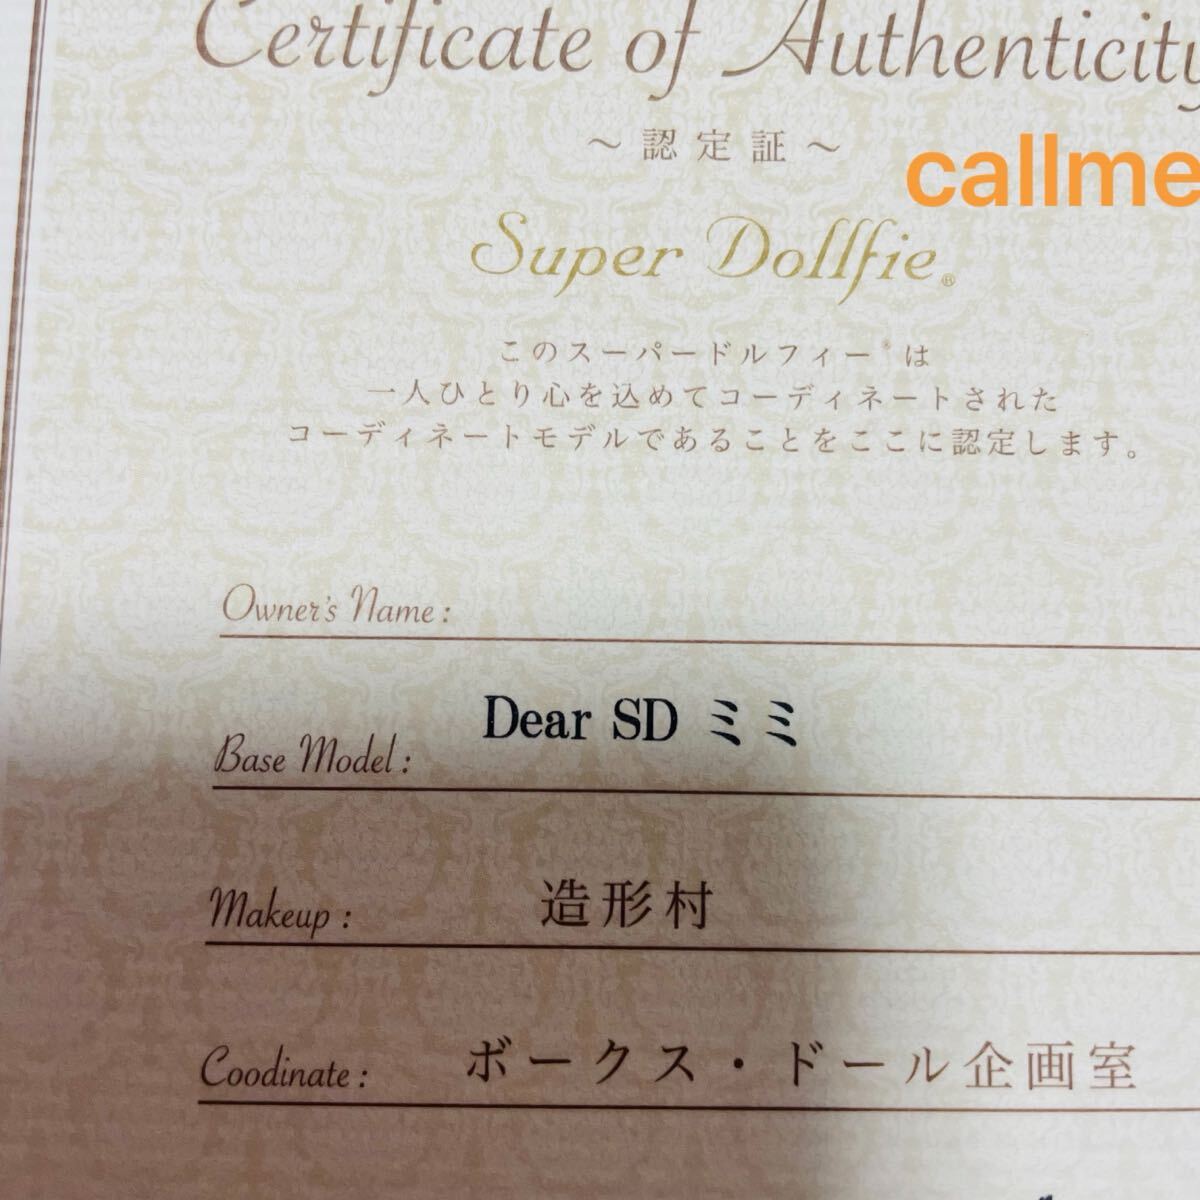 Certificate of Authenticity
～認定証～
callme
Super Dollfie®
このスーパードルフィー®は
一人ひとり心を込めてコーディネートされた
コーディネートモデルであることをここに認定します。
Owner's Name:
Dear SD ミミ
Base Model:
Makeup: 造形村
Coodinate: ボークス・ドール企画室